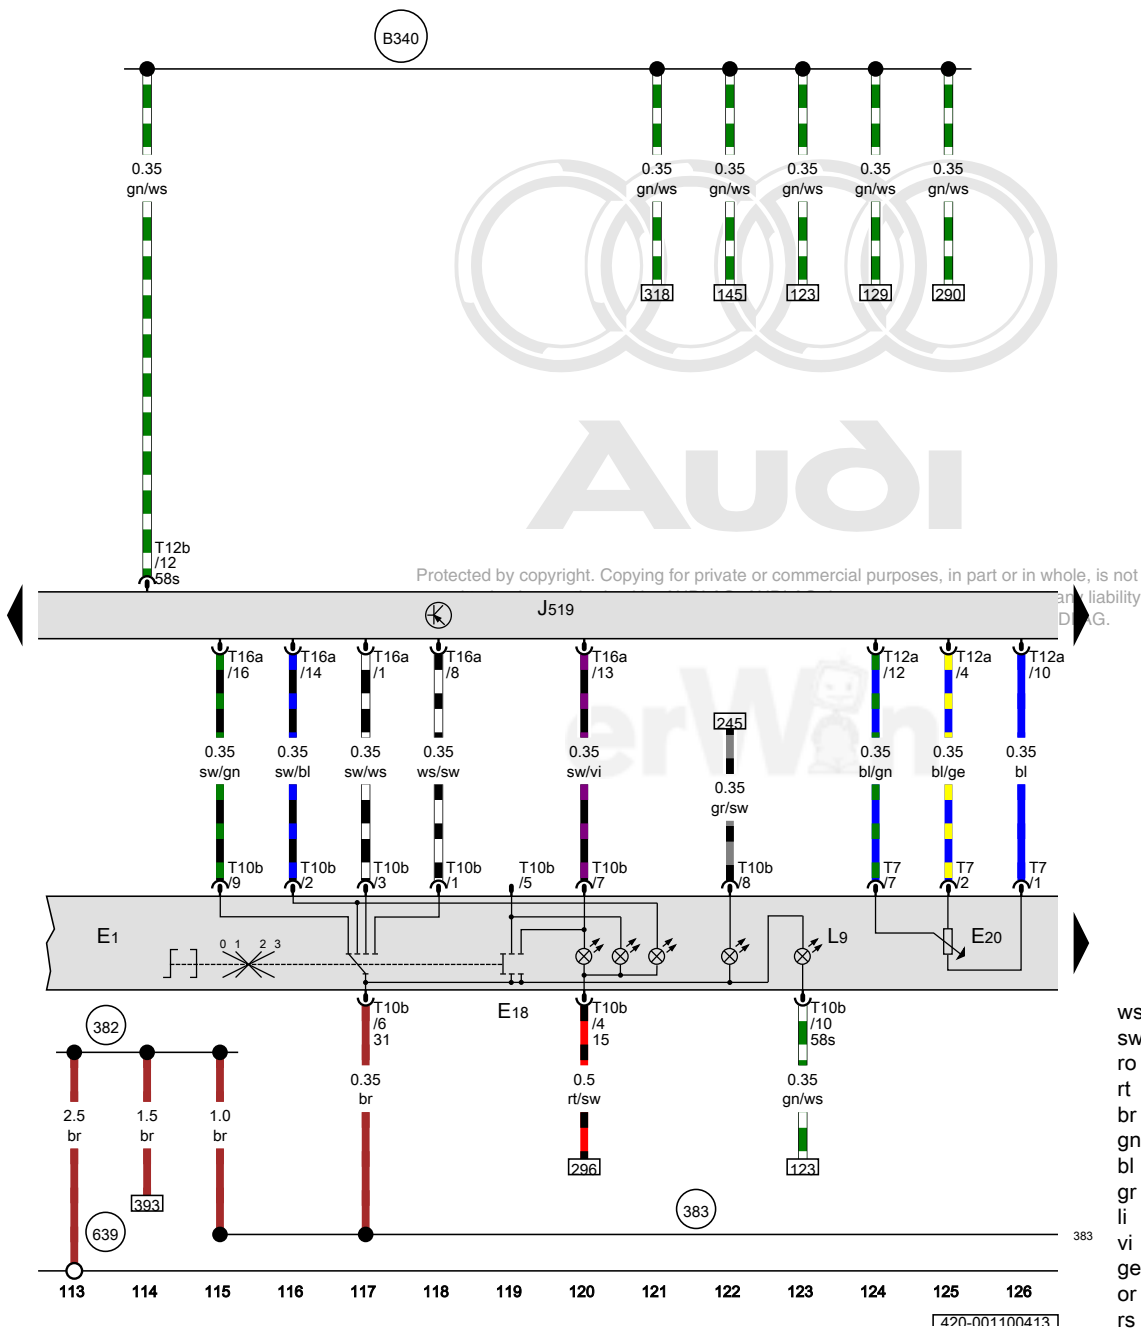 B340
0.35 0.35 0.35 0.35 0.35 0.35
gn/ws gn/ws gn/ws gn/ws gn/ws gn/ws
318 145 123 129 290
Audi
T12b
/12
58s
Protected by copyright. Copying for private or commercial purposes, in part or in whole, is not
any liability
AG.
J519
T16a T16a T16a T16a T16a T12a T12a T12a
/16 /14 /1 /8 /13 /12 /4 /10
erWin
245
0.35 0.35 0.35 0.35 0.35 0.35 0.35 0.35
sw/gn sw/bl sw/ws ws/sw sw/vi bl/gn bl/ge bl
0.35
gr/sw
T10b T10b T10b T10b T10b T10b T10b T7 T7 T7
/9 /2 /3 /1 /5 /7 /8 /7 /2 /1
E1
0 1 2 3
L9
E20
E18
T10b T10b T10b
/6 /4 /10
31 15 58s
382
0.35 0.5 0.35
br rt/sw gn/ws
2.5 1.5 1.0
br br br
296 123
393
639
383
383
113 114 115 116 117 118 119 120 121 122 123 124 125 126
420-001100413
ws
sw
ro
rt
br
gn
bl
gr
li
vi
ge
or
rs